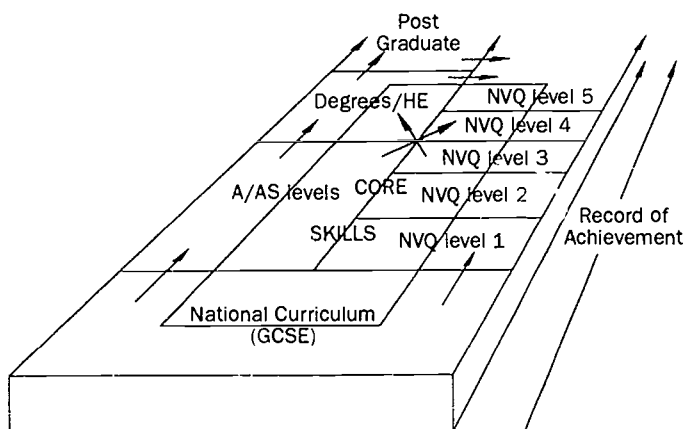 Post
Graduate
Degrees/HE
NVQ level 5
NVQ level 4
NVQ level 3
A/AS levels
CORE
NVQ level 2
SKILLS
NVQ level 1
Record of
Achievement
National Curriculum
(GCSE)